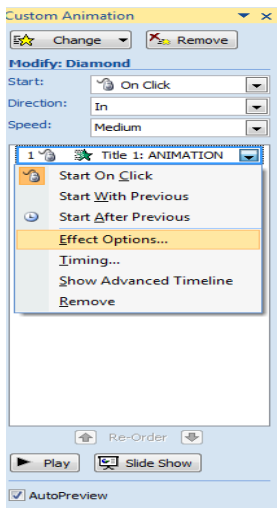 Custom Animation
Change Remove
Modify: Diamond
Start: On Click
Direction: In
Speed: Medium
1 Title 1: ANIMATION
Start On Click
Start With Previous
Start After Previous
Effect Options...
Timing...
Show Advanced Timeline
Remove
Re-Order
Play Slide Show
AutoPreview